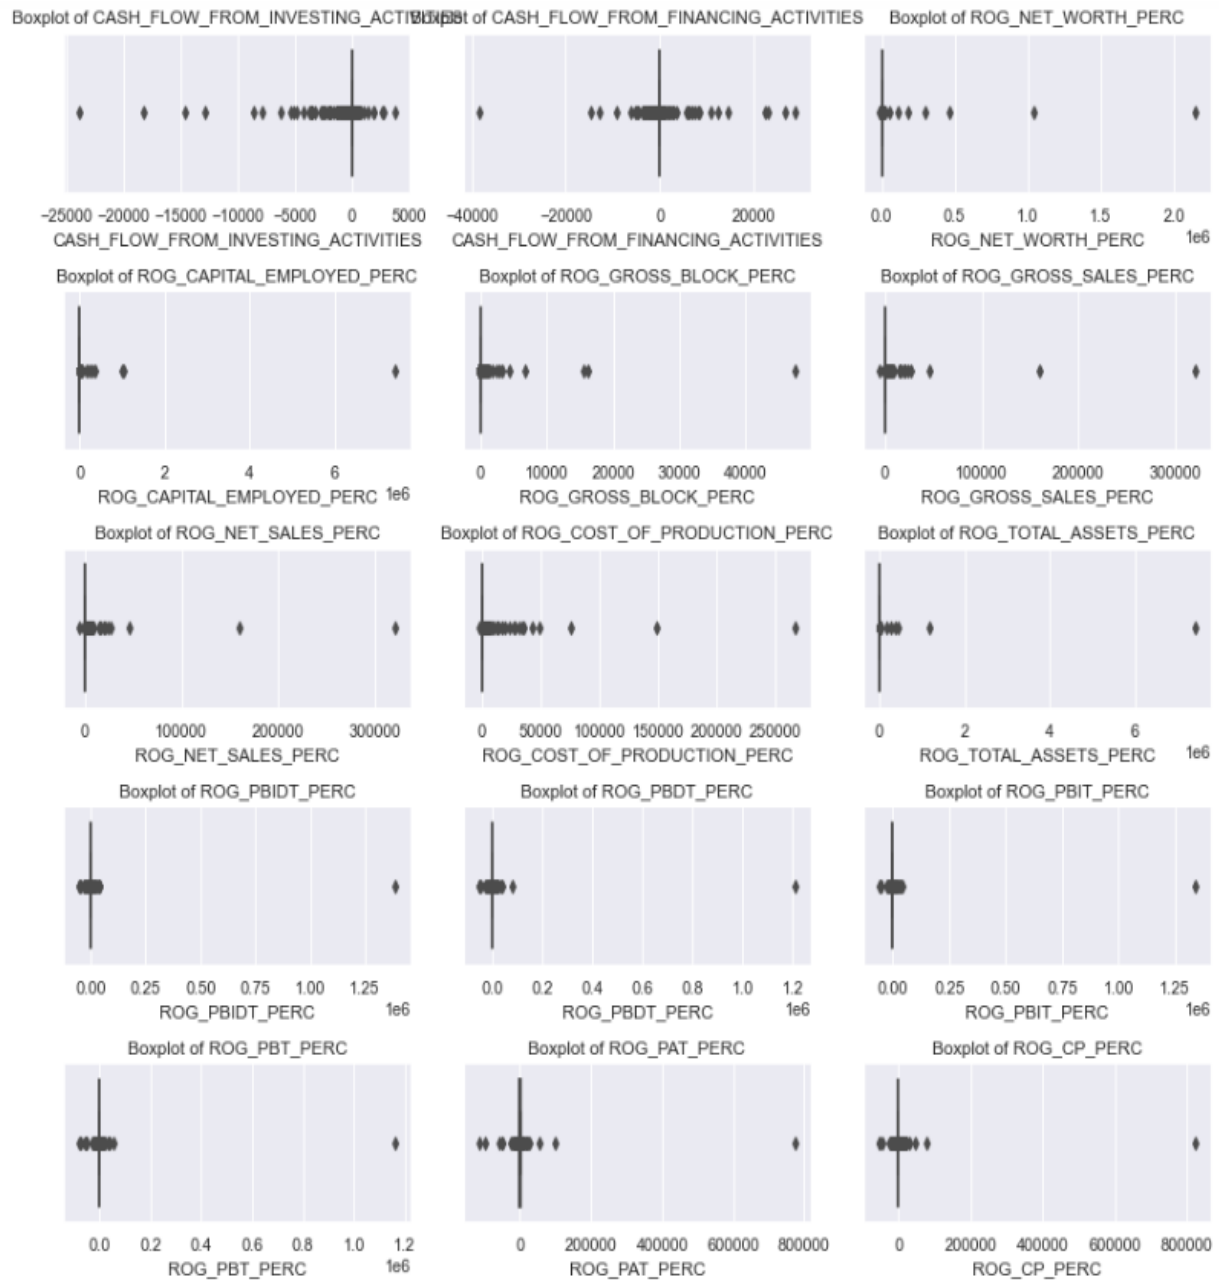 Boxplot of CASH_FLOW_FROM_INVESTING_ACTIVITIES Boxplot of CASH_FLOW_FROM_FINANCING_ACTIVITIES Boxplot of ROG_NET_WORTH_PERC
−25000 −20000 −15000 −10000 −5000 0 5000 −40000 −20000 0 20000 0.0 0.5 1.0 1.5 2.0
CASH_FLOW_FROM_INVESTING_ACTIVITIES CASH_FLOW_FROM_FINANCING_ACTIVITIES ROG_NET_WORTH_PERC 1e6
Boxplot of ROG_CAPITAL_EMPLOYED_PERC Boxplot of ROG_GROSS_BLOCK_PERC Boxplot of ROG_GROSS_SALES_PERC
0 2 4 6 0 10000 20000 30000 40000 0 100000 200000 300000
ROG_CAPITAL_EMPLOYED_PERC 1e6 ROG_GROSS_BLOCK_PERC ROG_GROSS_SALES_PERC
Boxplot of ROG_NET_SALES_PERC Boxplot of ROG_COST_OF_PRODUCTION_PERC Boxplot of ROG_TOTAL_ASSETS_PERC
0 100000 200000 300000 0 50000 100000 150000 200000 250000 0 2 4 6
ROG_NET_SALES_PERC ROG_COST_OF_PRODUCTION_PERC ROG_TOTAL_ASSETS_PERC 1e6
Boxplot of ROG_PBIDT_PERC Boxplot of ROG_PBDT_PERC Boxplot of ROG_PBIT_PERC
0.00 0.25 0.50 0.75 1.00 1.25 0.0 0.2 0.4 0.6 0.8 1.0 1.2 0.00 0.25 0.50 0.75 1.00 1.25
ROG_PBIDT_PERC 1e6 ROG_PBDT_PERC 1e6 ROG_PBIT_PERC 1e6
Boxplot of ROG_PBT_PERC Boxplot of ROG_PAT_PERC Boxplot of ROG_CP_PERC
0.0 0.2 0.4 0.6 0.8 1.0 1.2 0 200000 400000 600000 800000 0 200000 400000 600000 800000
ROG_PBT_PERC 1e6 ROG_PAT_PERC ROG_CP_PERC